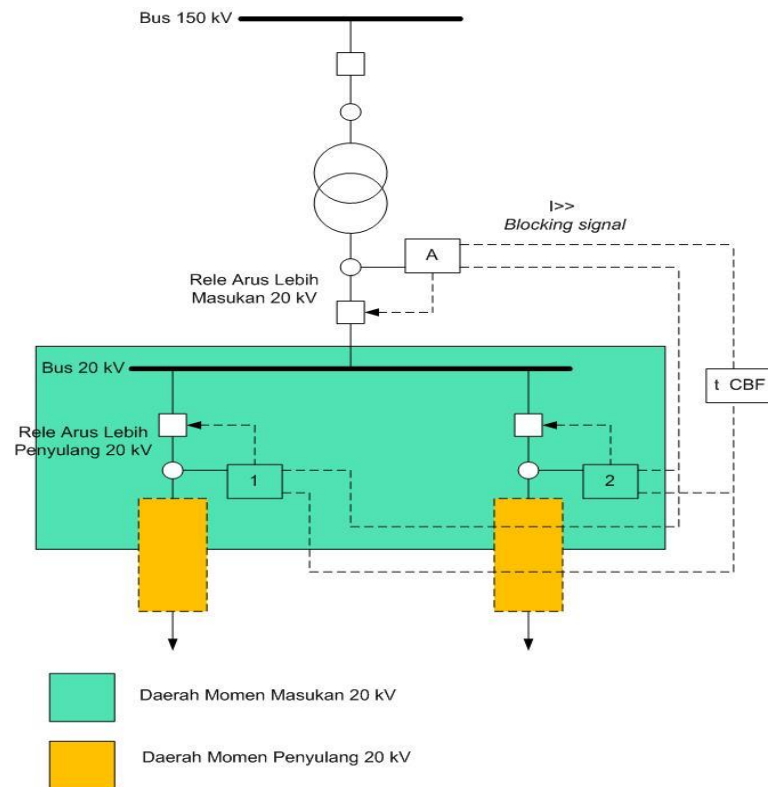 Bus 150 kV
I>>
Blocking signal
A
Rele Arus Lebih
Masukan 20 kV
Bus 20 kV
t CBF
Rele Arus Lebih
Penyulang 20 kV
1
2
Daerah Momen Masukan 20 kV
Daerah Momen Penyulang 20 kV